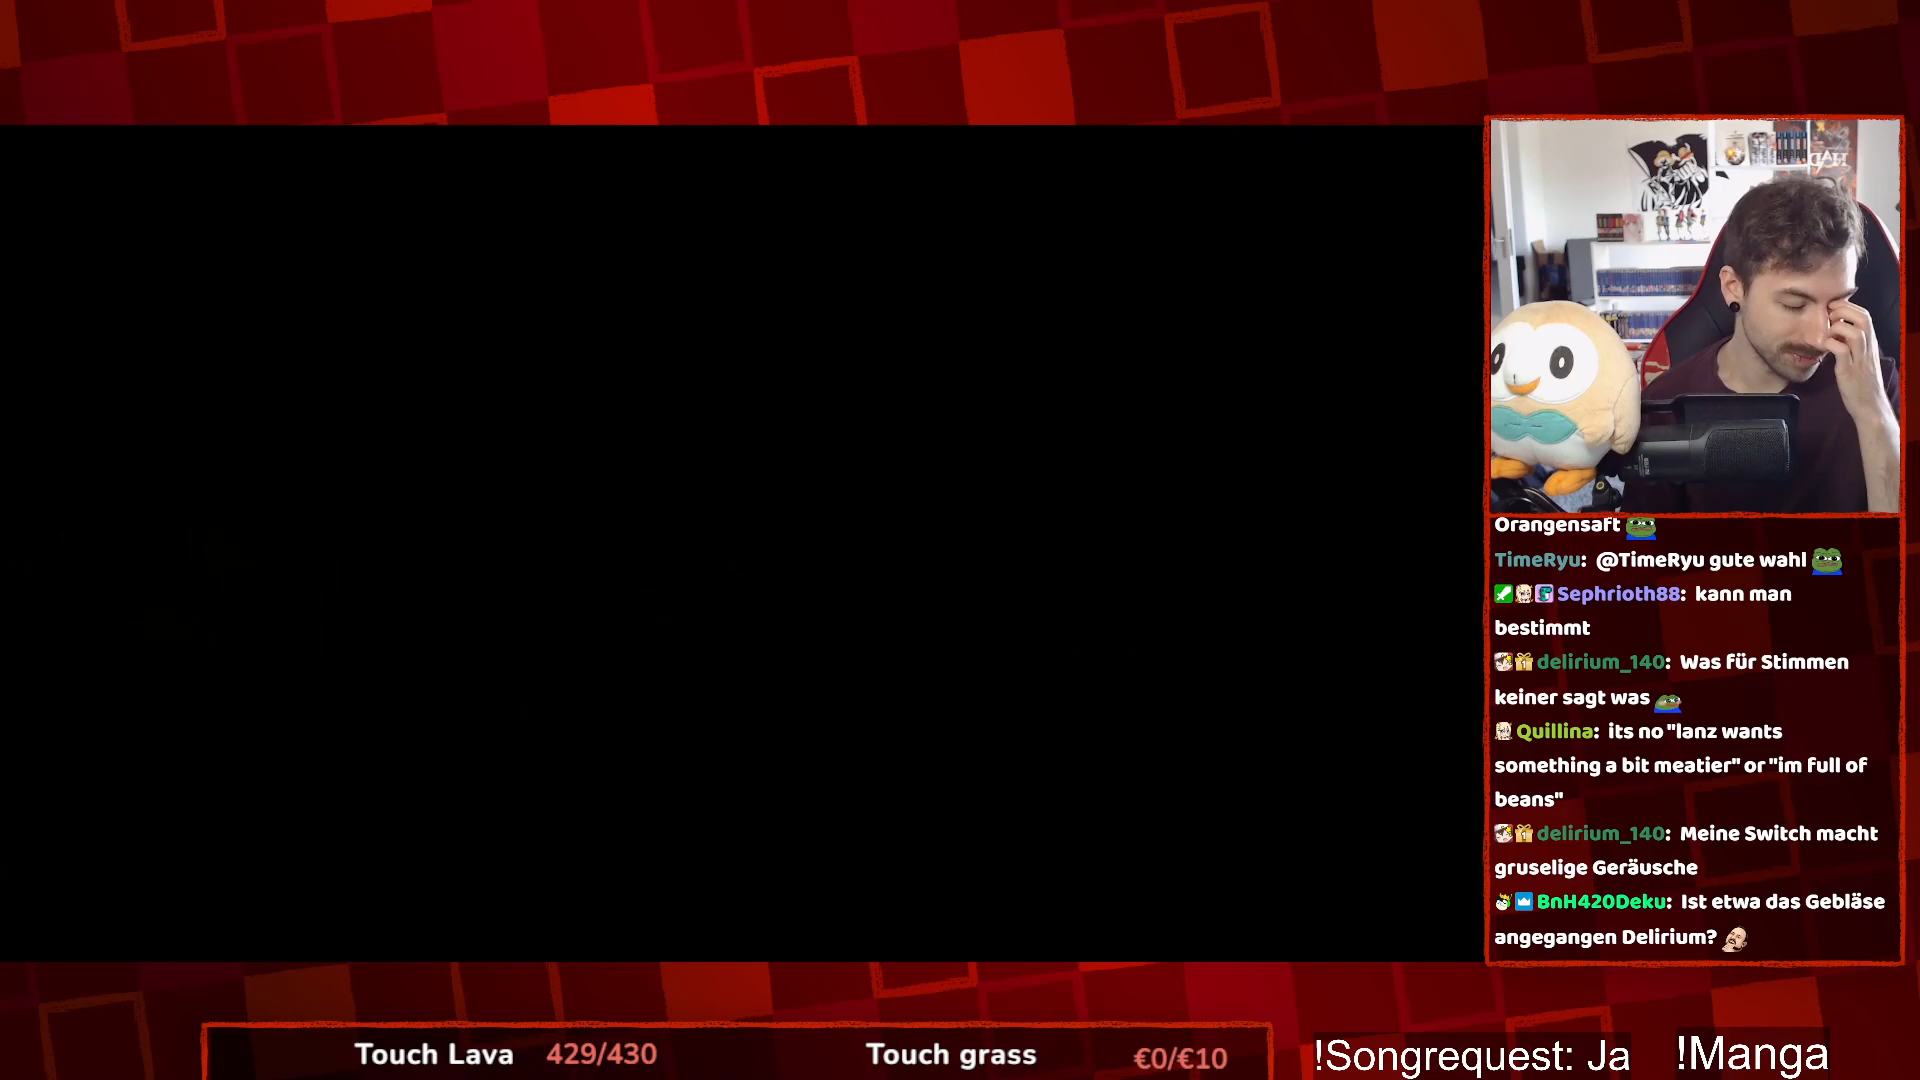 Orangensaft
TimeRyu: @TimeRyu gute wahl
Sephrioth88: kann man
bestimmt
delirium_140: Was für Stimmen
keiner sagt was
Quillina: its no "lanz wants
something a bit meatier" or "im full of
beans"
delirium_140: Meine Switch macht
gruselige Geräusche
BnH420Deku: Ist etwa das Gebläse
angegangen Delirium?
Touch Lava 429/430
Touch grass €0/€10
!Songrequest: Ja
!Manga